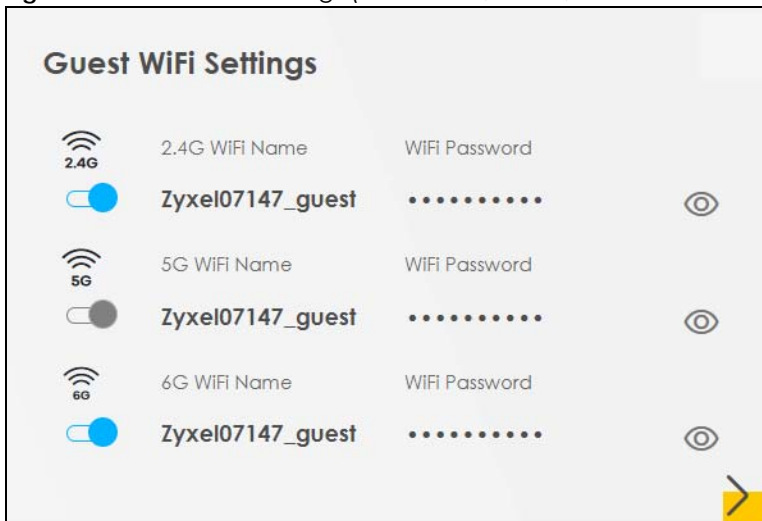 Guest WiFi Settings
2.4G
2.4G WiFi Name WiFi Password
Zyxel07147_guest ••••••••••
5G
5G WiFi Name WiFi Password
Zyxel07147_guest ••••••••••
6G
6G WiFi Name WiFi Password
Zyxel07147_guest ••••••••••